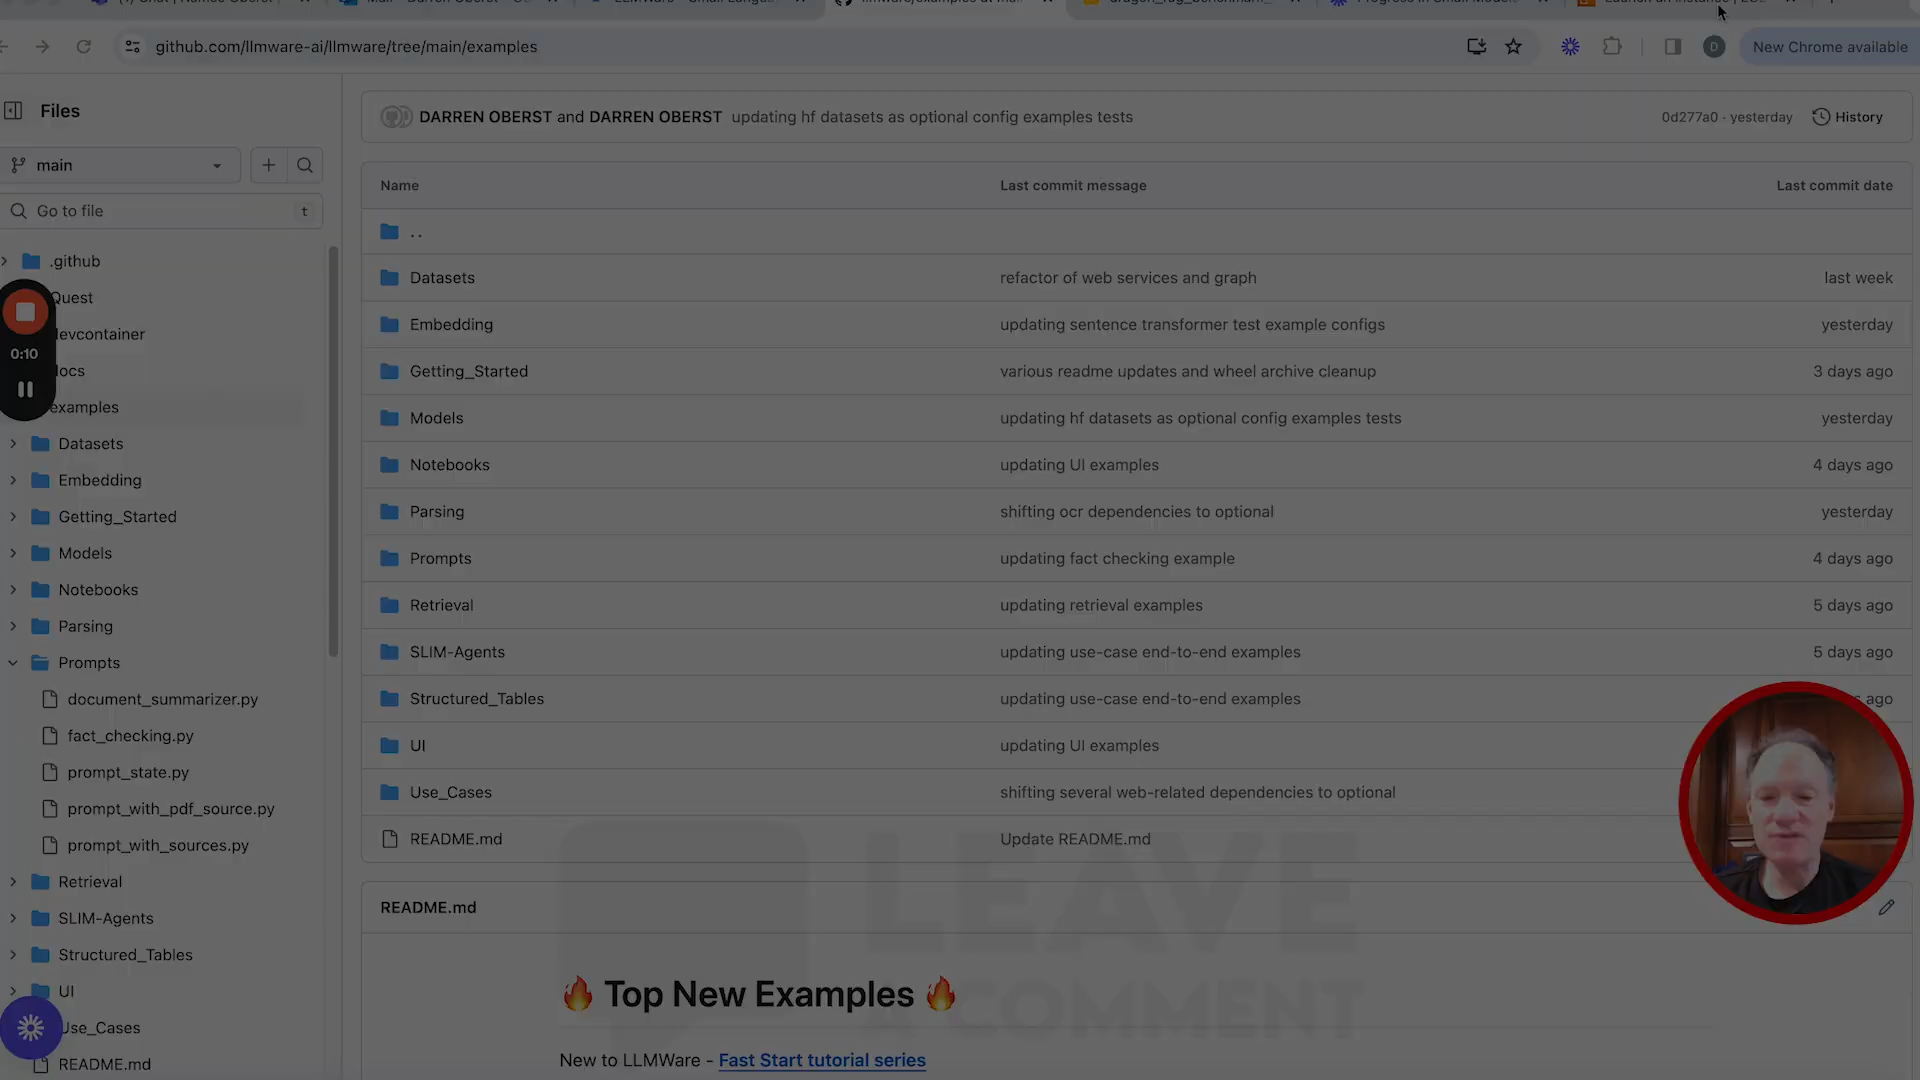 github.com/llmware-ai/llmware/tree/main/examples
New Chrome available
Files
main
Go to file
t
.github
Quest
devcontainer
docs
examples
Datasets
Embedding
Getting_Started
Models
Notebooks
Parsing
Prompts
document_summarizer.py
fact_checking.py
prompt_state.py
prompt_with_pdf_source.py
prompt_with_sources.py
Retrieval
SLIM-Agents
Structured_Tables
UI
Use_Cases
README.md
0:10
DARREN OBERST and DARREN OBERST updating hf datasets as optional config examples tests
0d277a0 · yesterday
History
Name Last commit message Last commit date
..
Datasets refactor of web services and graph last week
Embedding updating sentence transformer test example configs yesterday
Getting_Started various readme updates and wheel archive cleanup 3 days ago
Models updating hf datasets as optional config examples tests yesterday
Notebooks updating UI examples 4 days ago
Parsing shifting ocr dependencies to optional yesterday
Prompts updating fact checking example 4 days ago
Retrieval updating retrieval examples 5 days ago
SLIM-Agents updating use-case end-to-end examples 5 days ago
Structured_Tables updating use-case end-to-end examples ago
UI updating UI examples
Use_Cases shifting several web-related dependencies to optional
README.md Update README.md
README.md
🔥 Top New Examples 🔥
New to LLMWare - Fast Start tutorial series
LEAVE
A COMMENT